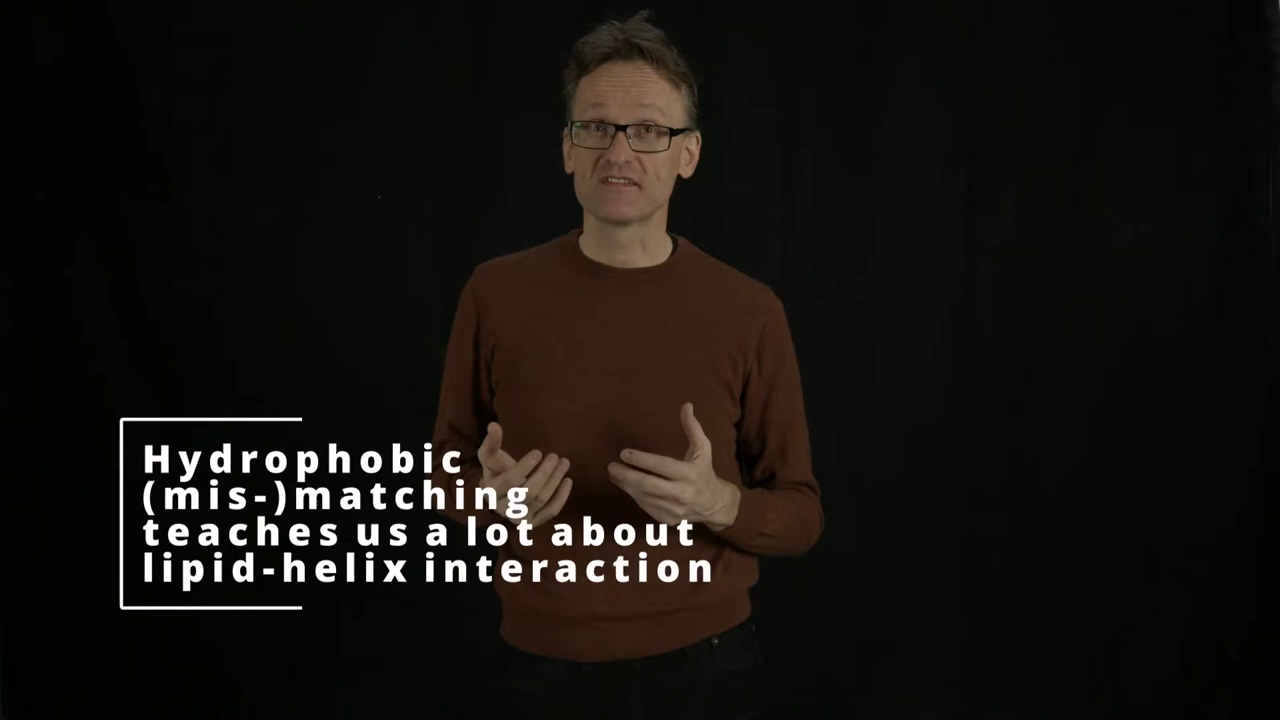 Hydrophobic
(mis-)matching
teaches us a lot about
lipid-helix interaction